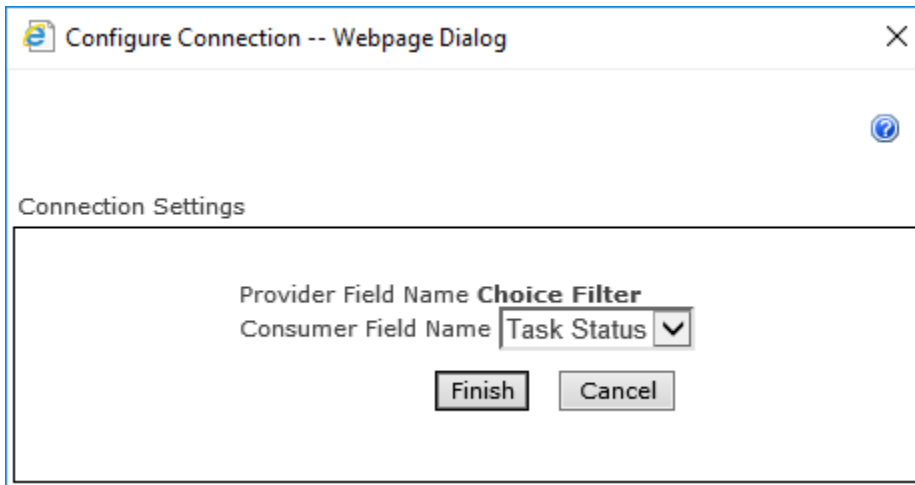 Configure Connection -- Webpage Dialog
Connection Settings
Provider Field Name Choice Filter
Consumer Field Name Task Status
Finish Cancel